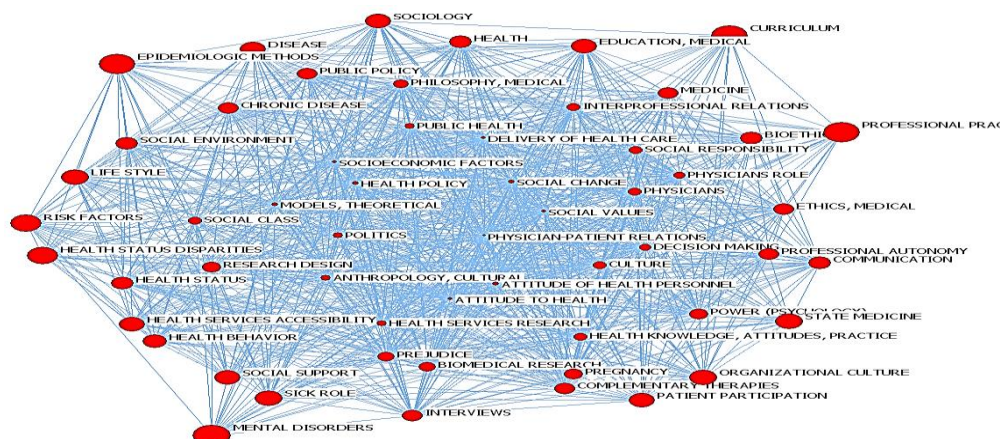 SOCIOLOGY
CURRICULUM
HEALTH
EDUCATION, MEDICAL
DISEASE
EPIDEMIOLOGIC METHODS
PUBLIC POLICY
PHILOSOPHY, MEDICAL
MEDICINE
CHRONIC DISEASE
INTERPROFESSIONAL RELATIONS
PUBLIC HEALTH
PROFESSIONAL PRAC
SOCIAL ENVIRONMENT
DELIVERY OF HEALTH CARE
BIOETHI
SOCIAL RESPONSIBILITY
SOCIOECONOMIC FACTORS
LIFE STYLE
PHYSICIANS ROLE
HEALTH POLICY
SOCIAL CHANGE
PHYSICIANS
MODELS, THEORETICAL
ETHICS, MEDICAL
SOCIAL VALUES
RISK FACTORS
SOCIAL CLASS
POLITICS
PHYSICIAN-PATIENT RELATIONS
HEALTH STATUS DISPARITIES
DECISION MAKING
PROFESSIONAL AUTONOMY
RESEARCH DESIGN
CULTURE
COMMUNICATION
HEALTH STATUS
ANTHROPOLOGY, CULTURAL
ATTITUDE OF HEALTH PERSONNEL
ATTITUDE TO HEALTH
POWER (PSYCHOLOGY)
STATE MEDICINE
HEALTH SERVICES ACCESSIBILITY
HEALTH SERVICES RESEARCH
HEALTH BEHAVIOR
HEALTH KNOWLEDGE, ATTITUDES, PRACTICE
PREJUDICE
BIOMEDICAL RESEARCH
PREGNANCY
SOCIAL SUPPORT
ORGANIZATIONAL CULTURE
COMPLEMENTARY THERAPIES
SICK ROLE
PATIENT PARTICIPATION
INTERVIEWS
MENTAL DISORDERS